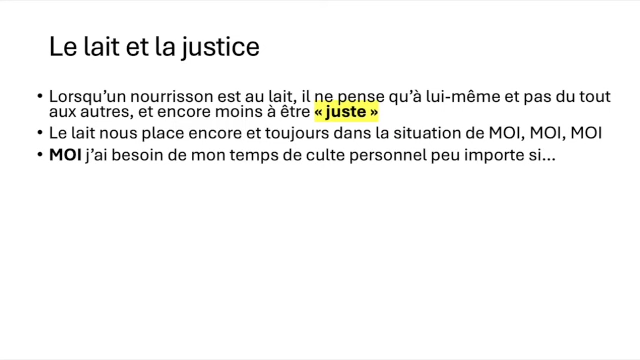 Le lait et la justice
• Lorsqu’un nourrisson est au lait, il ne pense qu’à lui-même et pas du tout
aux autres, et encore moins à être « juste »
• Le lait nous place encore et toujours dans la situation de MOI, MOI, MOI
• MOI j’ai besoin de mon temps de culte personnel peu importe si...